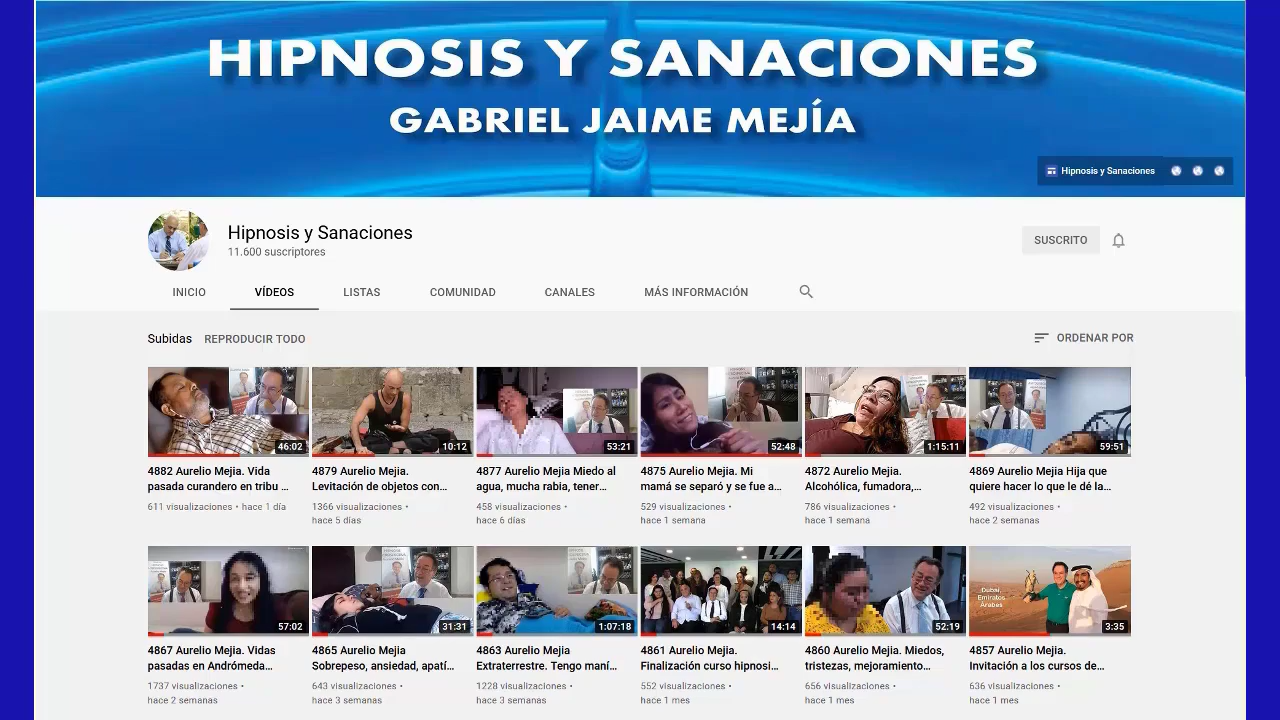 HIPNOSIS Y SANACIONES
GABRIEL JAIME MEJÍA
Hipnosis y Sanaciones
Hipnosis y Sanaciones
11.600 suscriptores
SUSCRITO
INICIO VÍDEOS LISTAS COMUNIDAD CANALES MÁS INFORMACIÓN
Subidas REPRODUCIR TODO ORDENAR POR
46:02
4882 Aurelio Mejia. Vida
pasada curandero en tribu ...
611 visualizaciones • hace 1 día
10:12
4879 Aurelio Mejia.
Levitación de objetos con...
1366 visualizaciones •
hace 5 días
53:21
4877 Aurelio Mejia Miedo al
agua, mucha rabia, tener...
458 visualizaciones •
hace 6 días
52:48
4875 Aurelio Mejia. Mi
mamá se separó y se fue a...
529 visualizaciones •
hace 1 semana
1:15:11
4872 Aurelio Mejia.
Alcohólica, fumadora,...
786 visualizaciones •
hace 1 semana
59:51
4869 Aurelio Mejia Hija que
quiere hacer lo que le dé la...
492 visualizaciones •
hace 2 semanas
57:02
4867 Aurelio Mejia. Vidas
pasadas en Andrómeda...
1737 visualizaciones •
hace 2 semanas
31:31
4865 Aurelio Mejia
Sobrepeso, ansiedad, apatí...
643 visualizaciones •
hace 3 semanas
1:07:18
4863 Aurelio Mejia
Extraterrestre. Tengo maní...
1228 visualizaciones •
hace 3 semanas
14:14
4861 Aurelio Mejia.
Finalización curso hipnosi...
552 visualizaciones •
hace 1 mes
52:19
4860 Aurelio Mejia. Miedos,
tristezas, mejoramiento...
656 visualizaciones •
hace 1 mes
Dubai,
Emiratos
Arabes
3:35
4857 Aurelio Mejia.
Invitación a los cursos de...
636 visualizaciones •
hace 1 mes